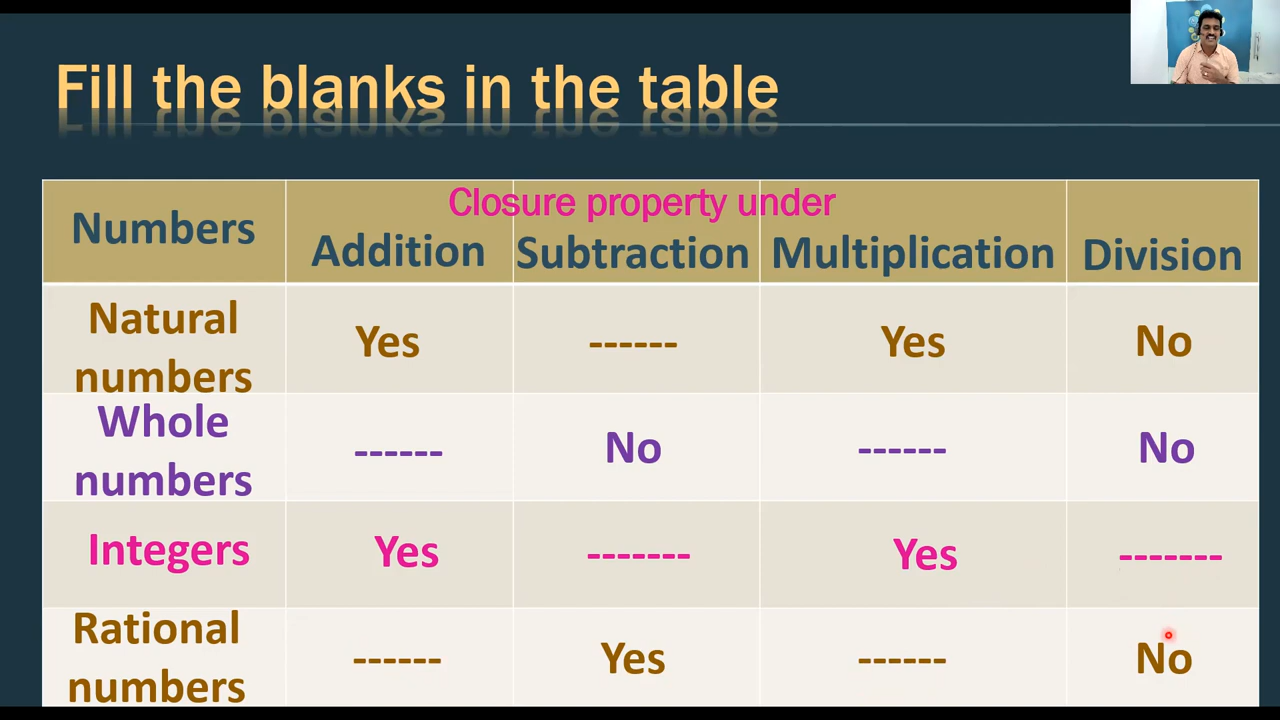 Fill the blanks in the table
Closure property under
Numbers Addition Subtraction Multiplication Division
Natural
numbers
Yes ------ Yes No
Whole
numbers
------ No ------ No
Integers Yes ------- Yes -------
Rational
numbers
------ Yes ------ No